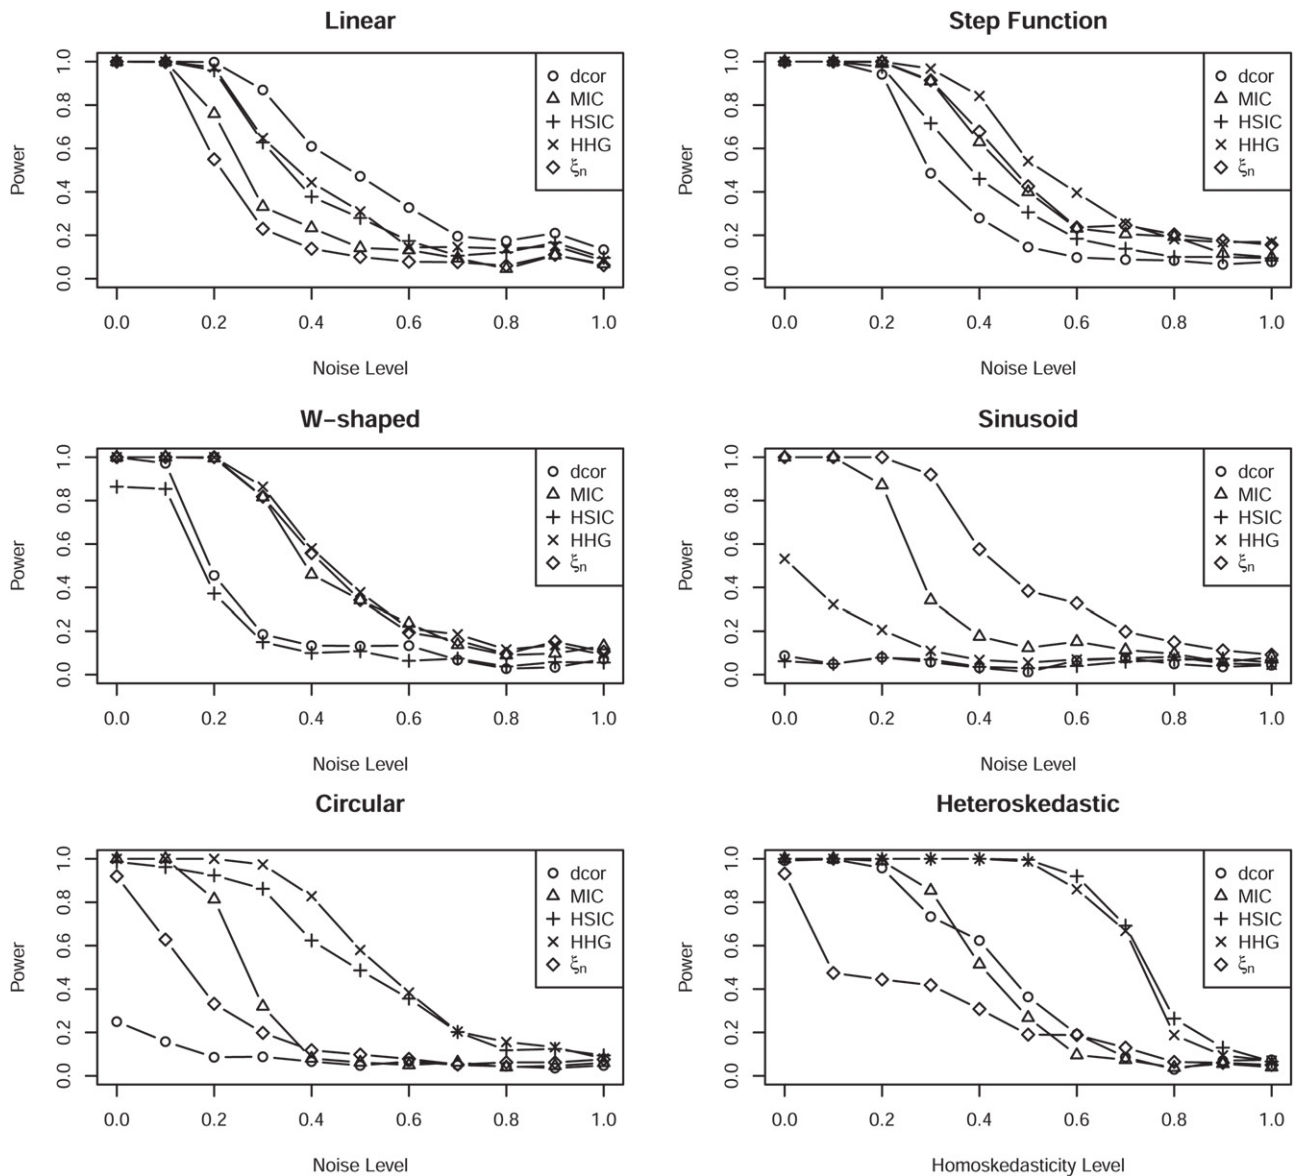 Linear
Power
0.0 0.2 0.4 0.6 0.8 1.0
dcor
MIC
HSIC
HHG
ξn
0.0 0.2 0.4 0.6 0.8 1.0
Noise Level
Step Function
Power
0.0 0.2 0.4 0.6 0.8 1.0
dcor
MIC
HSIC
HHG
ξn
0.0 0.2 0.4 0.6 0.8 1.0
Noise Level
W−shaped
Power
0.0 0.2 0.4 0.6 0.8 1.0
dcor
MIC
HSIC
HHG
ξn
0.0 0.2 0.4 0.6 0.8 1.0
Noise Level
Sinusoid
Power
0.0 0.2 0.4 0.6 0.8 1.0
dcor
MIC
HSIC
HHG
ξn
0.0 0.2 0.4 0.6 0.8 1.0
Noise Level
Circular
Power
0.0 0.2 0.4 0.6 0.8 1.0
dcor
MIC
HSIC
HHG
ξn
0.0 0.2 0.4 0.6 0.8 1.0
Noise Level
Heteroskedastic
Power
0.0 0.2 0.4 0.6 0.8 1.0
dcor
MIC
HSIC
HHG
ξn
0.0 0.2 0.4 0.6 0.8 1.0
Homoskedasticity Level